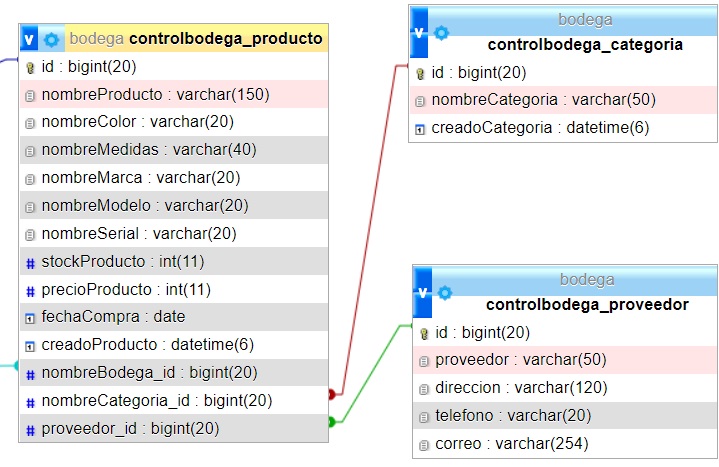 v bodega controlbodega_producto
id : bigint(20)
nombreProducto : varchar(150)
nombreColor : varchar(20)
nombreMedidas : varchar(40)
nombreMarca : varchar(20)
nombreModelo : varchar(20)
nombreSerial : varchar(20)
# stockProducto : int(11)
# precioProducto : int(11)
fechaCompra : date
creadoProducto : datetime(6)
# nombreBodega_id : bigint(20)
# nombreCategoria_id : bigint(20)
# proveedor_id : bigint(20)
v bodega
controlbodega_categoria
id : bigint(20)
nombreCategoria : varchar(50)
creadoCategoria : datetime(6)
v bodega
controlbodega_proveedor
id : bigint(20)
proveedor : varchar(50)
direccion : varchar(120)
telefono : varchar(20)
correo : varchar(254)